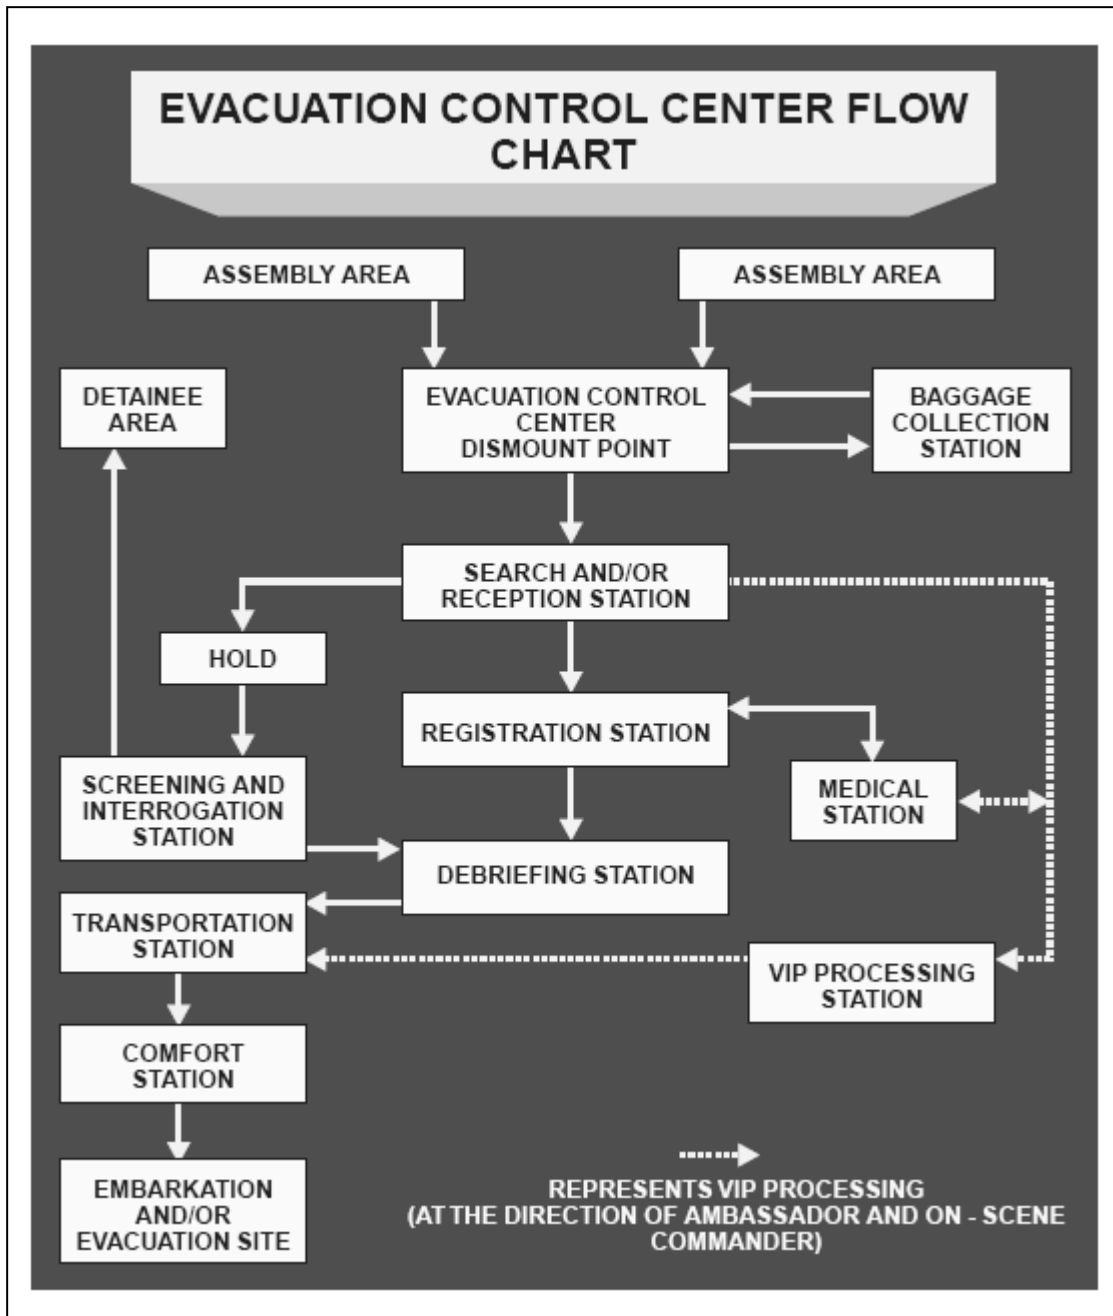 EVACUATION CONTROL CENTER FLOW
CHART
ASSEMBLY AREA
ASSEMBLY AREA
DETAINEE
AREA
EVACUATION CONTROL
CENTER
DISMOUNT POINT
BAGGAGE
COLLECTION
STATION
SEARCH AND/OR
RECEPTION STATION
HOLD
REGISTRATION STATION
SCREENING AND
INTERROGATION
STATION
MEDICAL
STATION
DEBRIEFING STATION
TRANSPORTATION
STATION
VIP PROCESSING
STATION
COMFORT
STATION
EMBARKATION
AND/OR
EVACUATION SITE
REPRESENTS VIP PROCESSING
(AT THE DIRECTION OF AMBASSADOR AND ON - SCENE
COMMANDER)